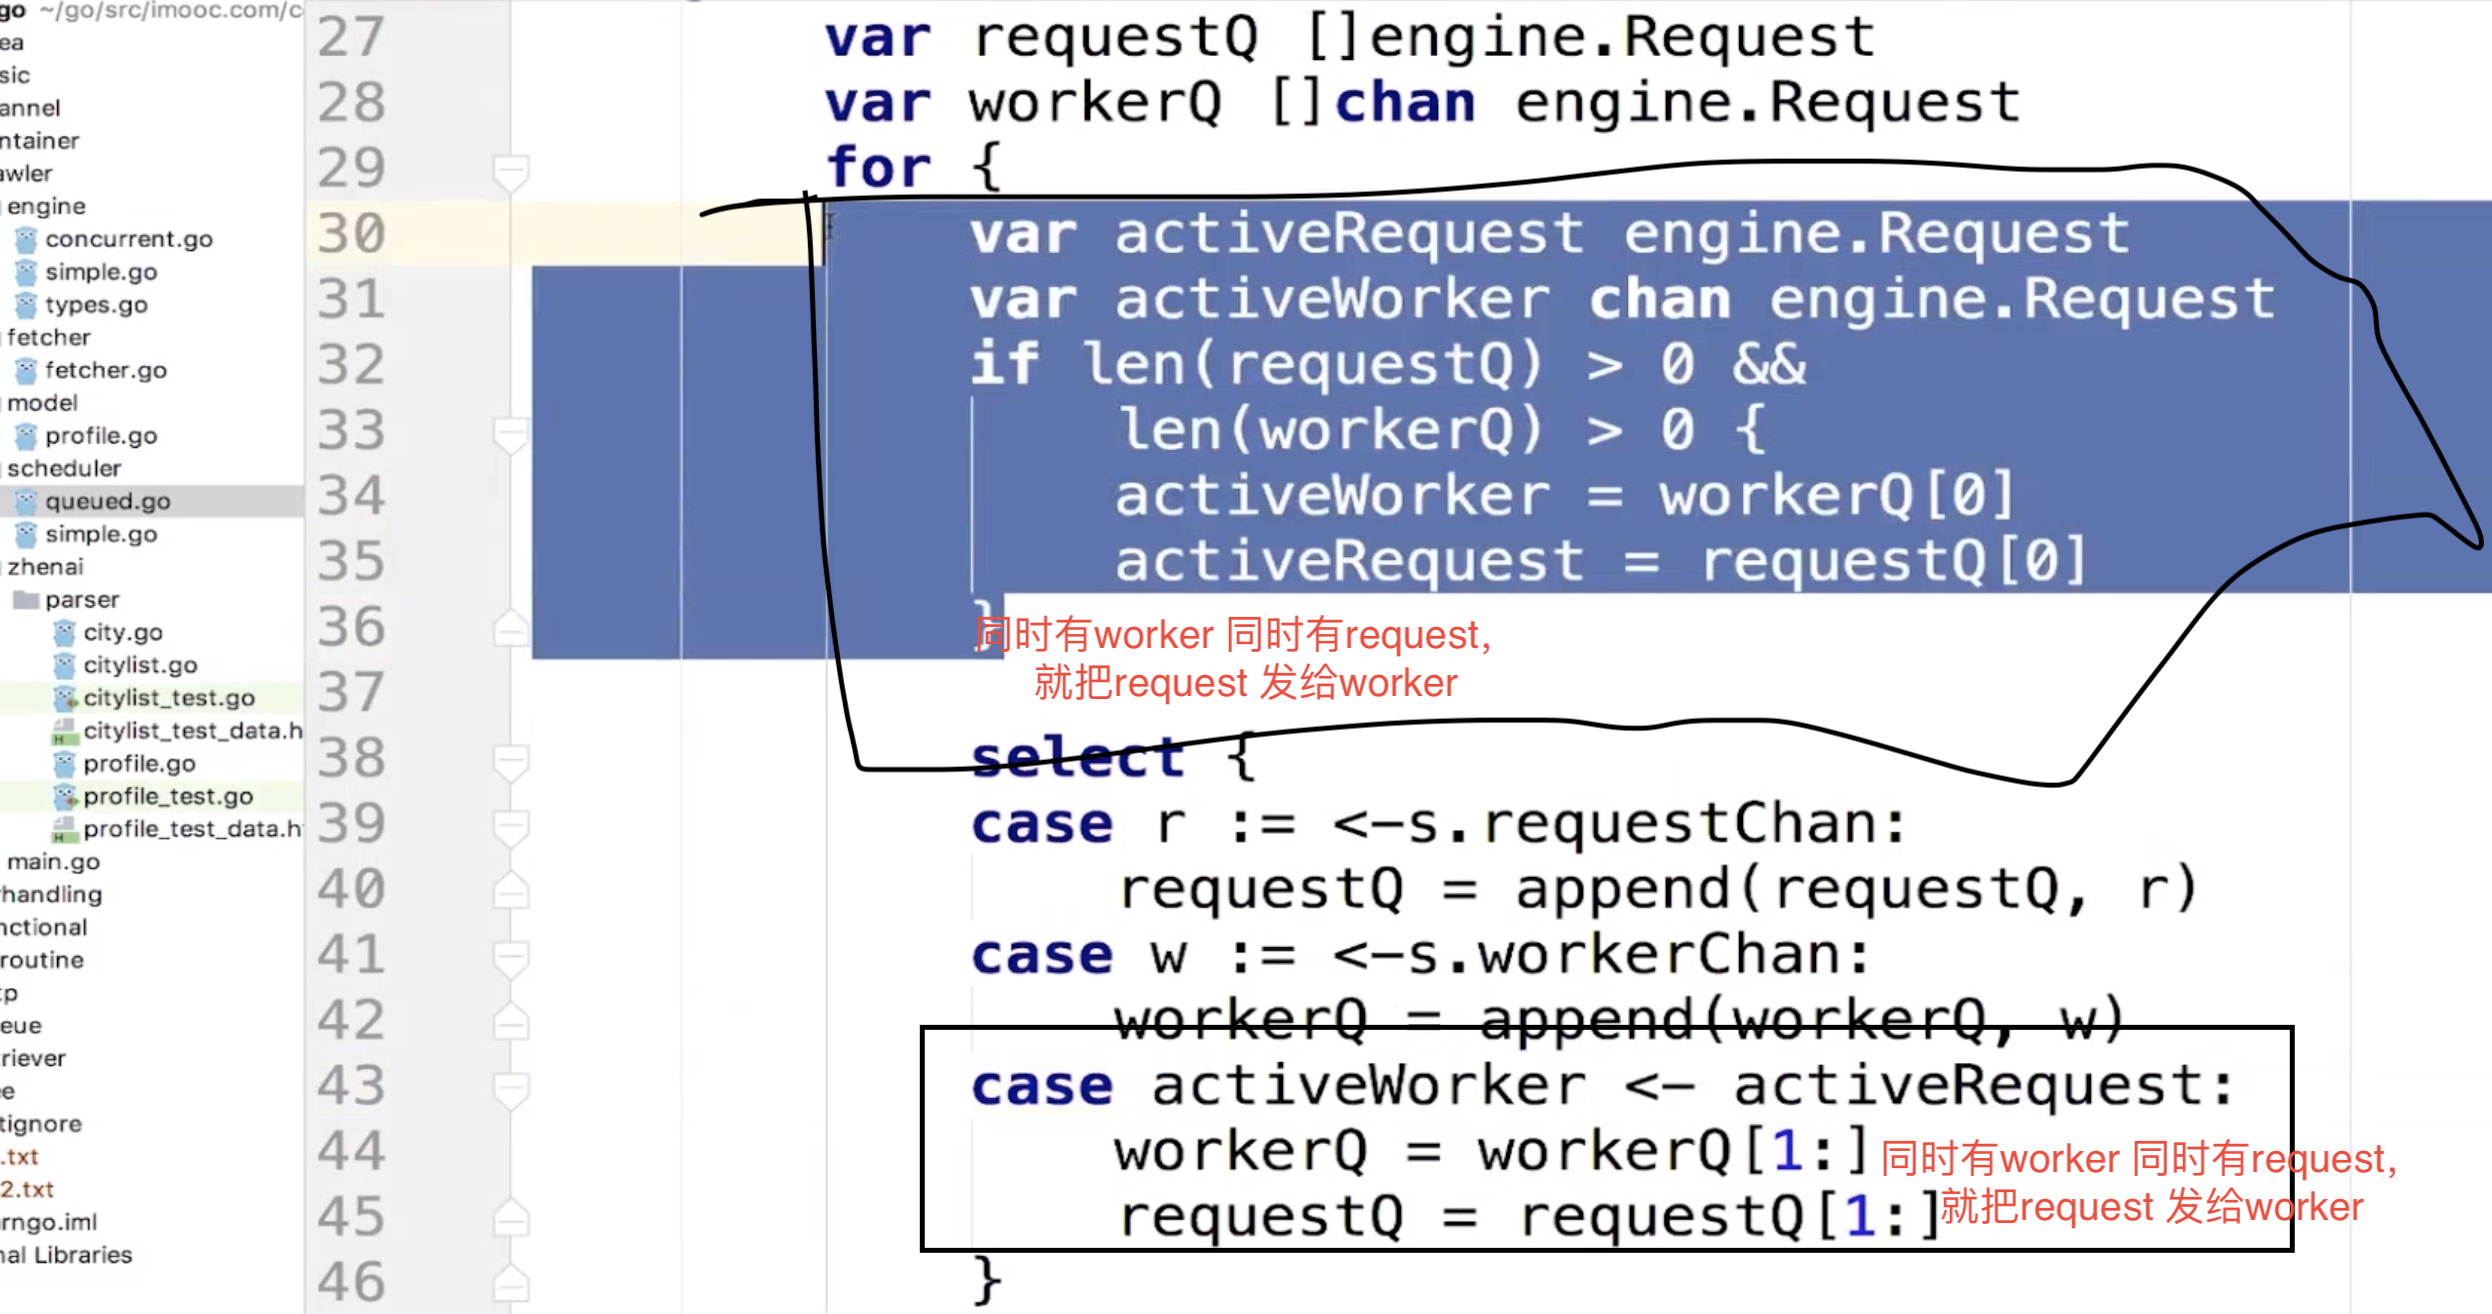 go ~/go/src/imooc.com/c
ea
sic
annel
ntainer
awler
engine
concurrent.go
simple.go
types.go
fetcher
fetcher.go
model
profile.go
scheduler
queued.go
simple.go
zhenai
parser
city.go
citylist.go
citylist_test.go
citylist_test_data.h
profile.go
profile_test.go
profile_test_data.h
main.go
rhandling
nctional
routine
tp
eue
triever
ee
tignore
.txt
2.txt
rngo.iml
nal Libraries
27 var requestQ []engine.Request
28 var workerQ []chan engine.Request
29 for {
30 var activeRequest engine.Request
31 var activeWorker chan engine.Request
32 if len(requestQ) > 0 &&
33 len(workerQ) > 0 {
34 activeWorker = workerQ[0]
35 activeRequest = requestQ[0]
36 }
同时有worker 同时有request,
37
就把request 发给worker
38 select {
39 case r := <-s.requestChan:
40 requestQ = append(requestQ, r)
41 case w := <-s.workerChan:
42 workerQ = append(workerQ, w)
43 case activeWorker <- activeRequest:
44 workerQ = workerQ[1:]
同时有worker 同时有request,
45 requestQ = requestQ[1:]
就把request 发给worker
46 }